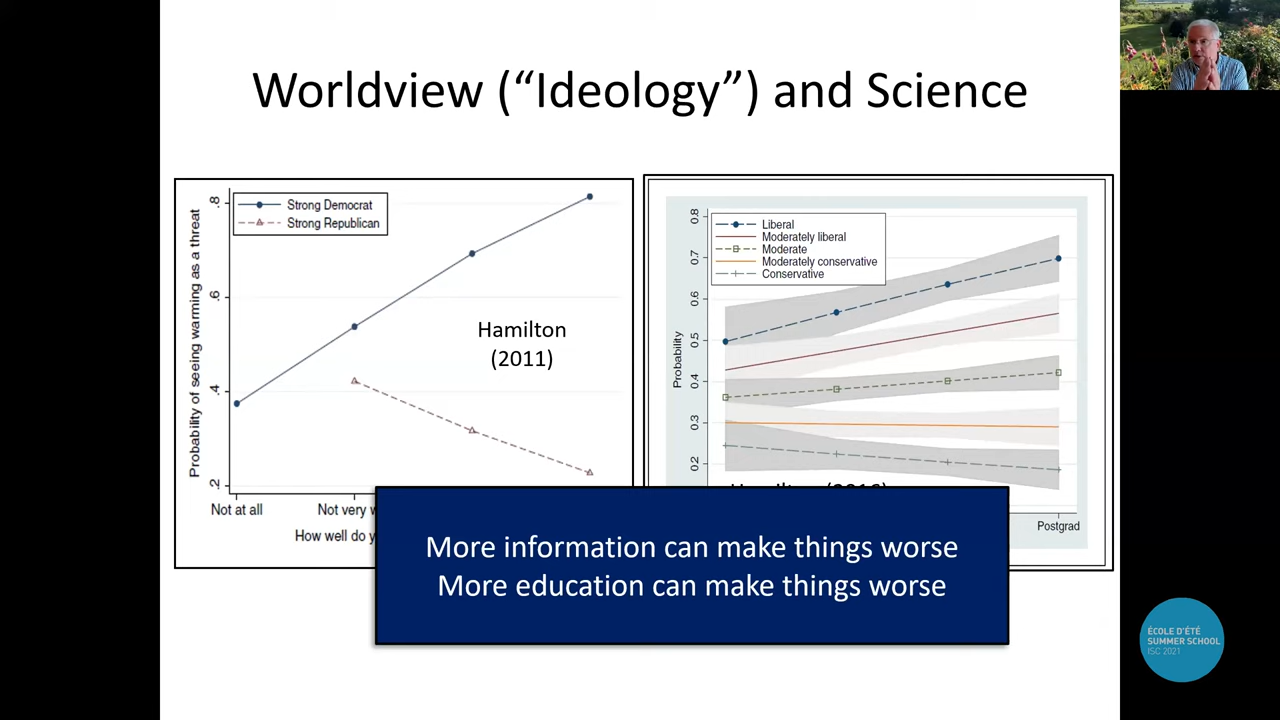 Worldview (“Ideology”) and Science
Strong Democrat
Strong Republican
Probability of seeing warming as a threat
.8
.6
.4
.2
Hamilton
(2011)
Not at all
Not very
How well do
Liberal
Moderately liberal
Moderate
Moderately conservative
Conservative
Probability
0.8
0.7
0.6
0.5
0.4
0.3
0.2
Postgrad
More information can make things worse
More education can make things worse
ÉCOLE D'ÉTÉ
SUMMER SCHOOL
ISC 2021